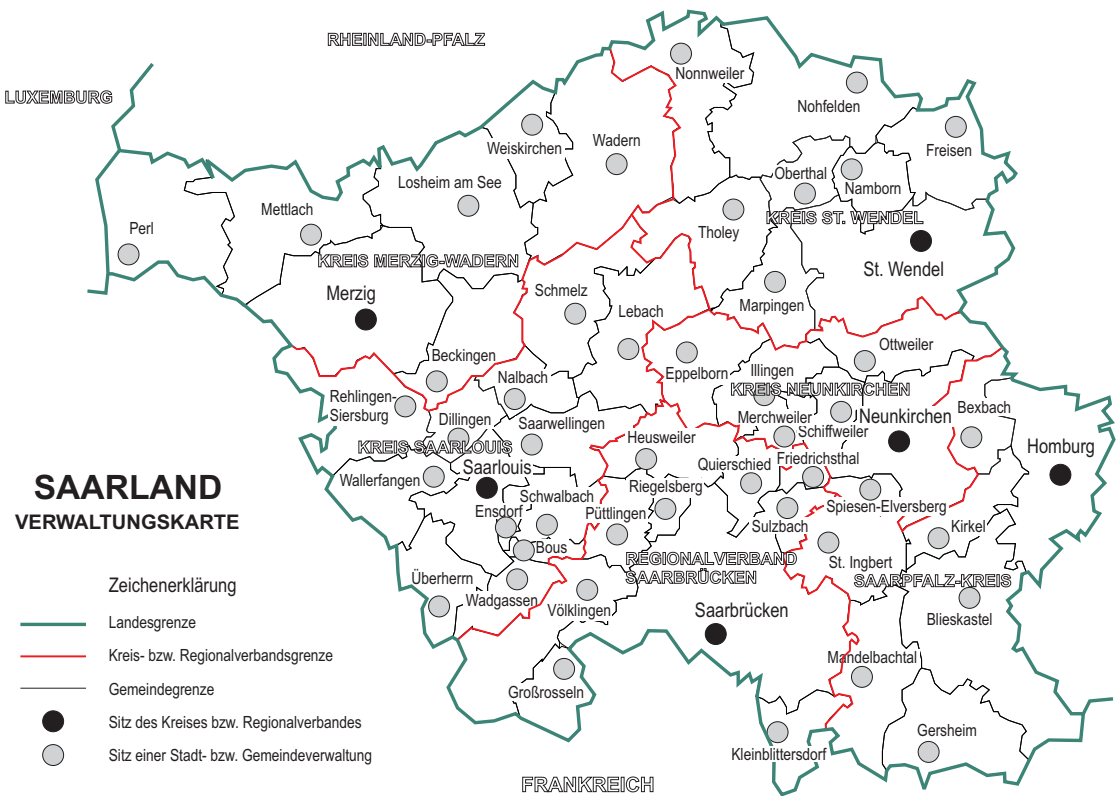 RHEINLAND-PFALZ
LUXEMBURG
Nonnweiler
Nohfelden
Weiskirchen
Wadern
Freisen
Losheim am See
Oberthal
Namborn
Mettlach
Perl
Tholey
KREIS ST. WENDEL
KREIS MERZIG-WADERN
St. Wendel
Merzig
Schmelz
Marpingen
Lebach
Beckingen
Ottweiler
Illingen
Eppelborn
Nalbach
KREIS NEUNKIRCHEN
Rehlingen-
Siersburg
Dillingen
Saarwellingen
Merchweiler
Schiffweiler
Neunkirchen
Bexbach
KREIS SAARLOUIS
Heusweiler
Homburg
Quierschied
Friedrichsthal
Wallerfangen
Saarlouis
Riegelsberg
SAARLAND
VERWALTUNGSKARTE
Schwalbach
Ensdorf
Püttlingen
Spiesen-Elversberg
Sulzbach
Kirkel
Bous
REGIONALVERBAND
SAARBRÜCKEN
St. Ingbert
SAARPFALZ-KREIS
Überherrn
Wadgassen
Völklingen
Saarbrücken
Blieskastel
Zeichenerklärung
Landesgrenze
Kreis- bzw. Regionalverbandsgrenze
Gemeindegrenze
Sitz des Kreises bzw. Regionalverbandes
Sitz einer Stadt- bzw. Gemeindeverwaltung
Mandelbachtal
Großrosseln
Gersheim
Kleinblittersdorf
FRANKREICH